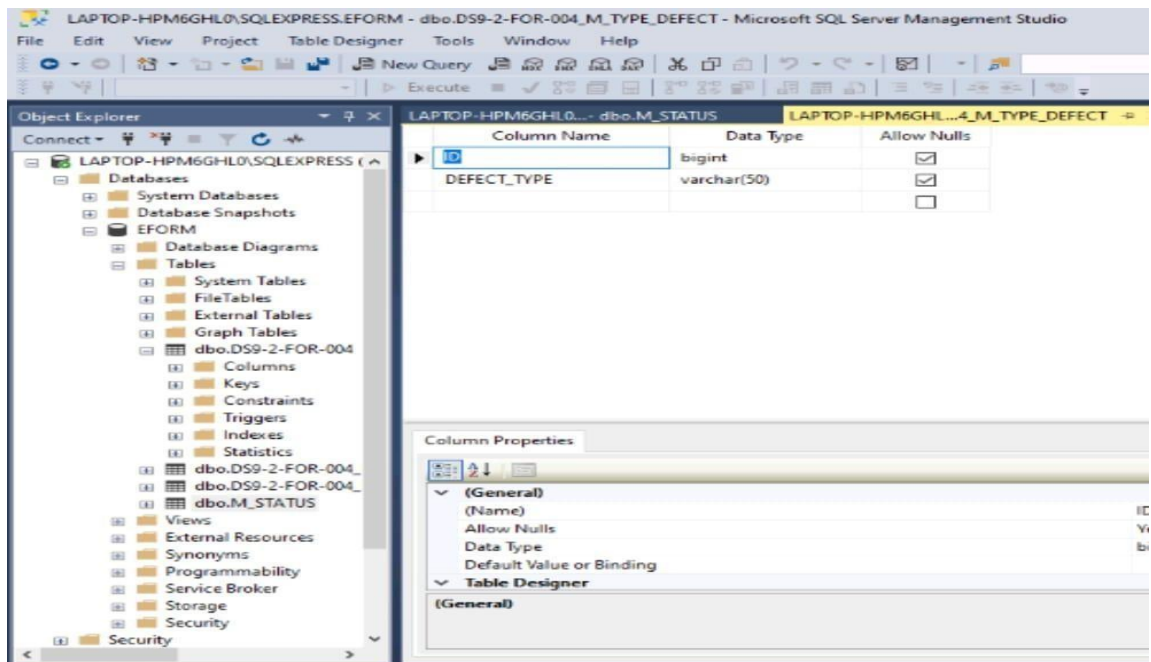 LAPTOP-HPM6GHL0\SQLEXPRESS.EFORM - dbo.DS9-2-FOR-004_M_TYPE_DEFECT - Microsoft SQL Server Management Studio
File Edit View Project Table Designer Tools Window Help
New Query
Execute
Object Explorer
LAPTOP-HPM6GHL0...- dbo.M_STATUS LAPTOP-HPM6GHL...4_M_TYPE_DEFECT
Connect
Column Name Data Type Allow Nulls
ID bigint
DEFECT_TYPE varchar(50)
LAPTOP-HPM6GHL0\SQLEXPRESS (
Databases
System Databases
Database Snapshots
EFORM
Database Diagrams
Tables
System Tables
FileTables
External Tables
Graph Tables
dbo.DS9-2-FOR-004
Columns
Keys
Constraints
Triggers
Indexes
Statistics
dbo.DS9-2-FOR-004_
dbo.DS9-2-FOR-004_
dbo.M_STATUS
Views
External Resources
Synonyms
Programmability
Service Broker
Storage
Security
Security
Column Properties
(General)
(Name) ID
Allow Nulls
Data Type
Default Value or Binding
Table Designer
(General)